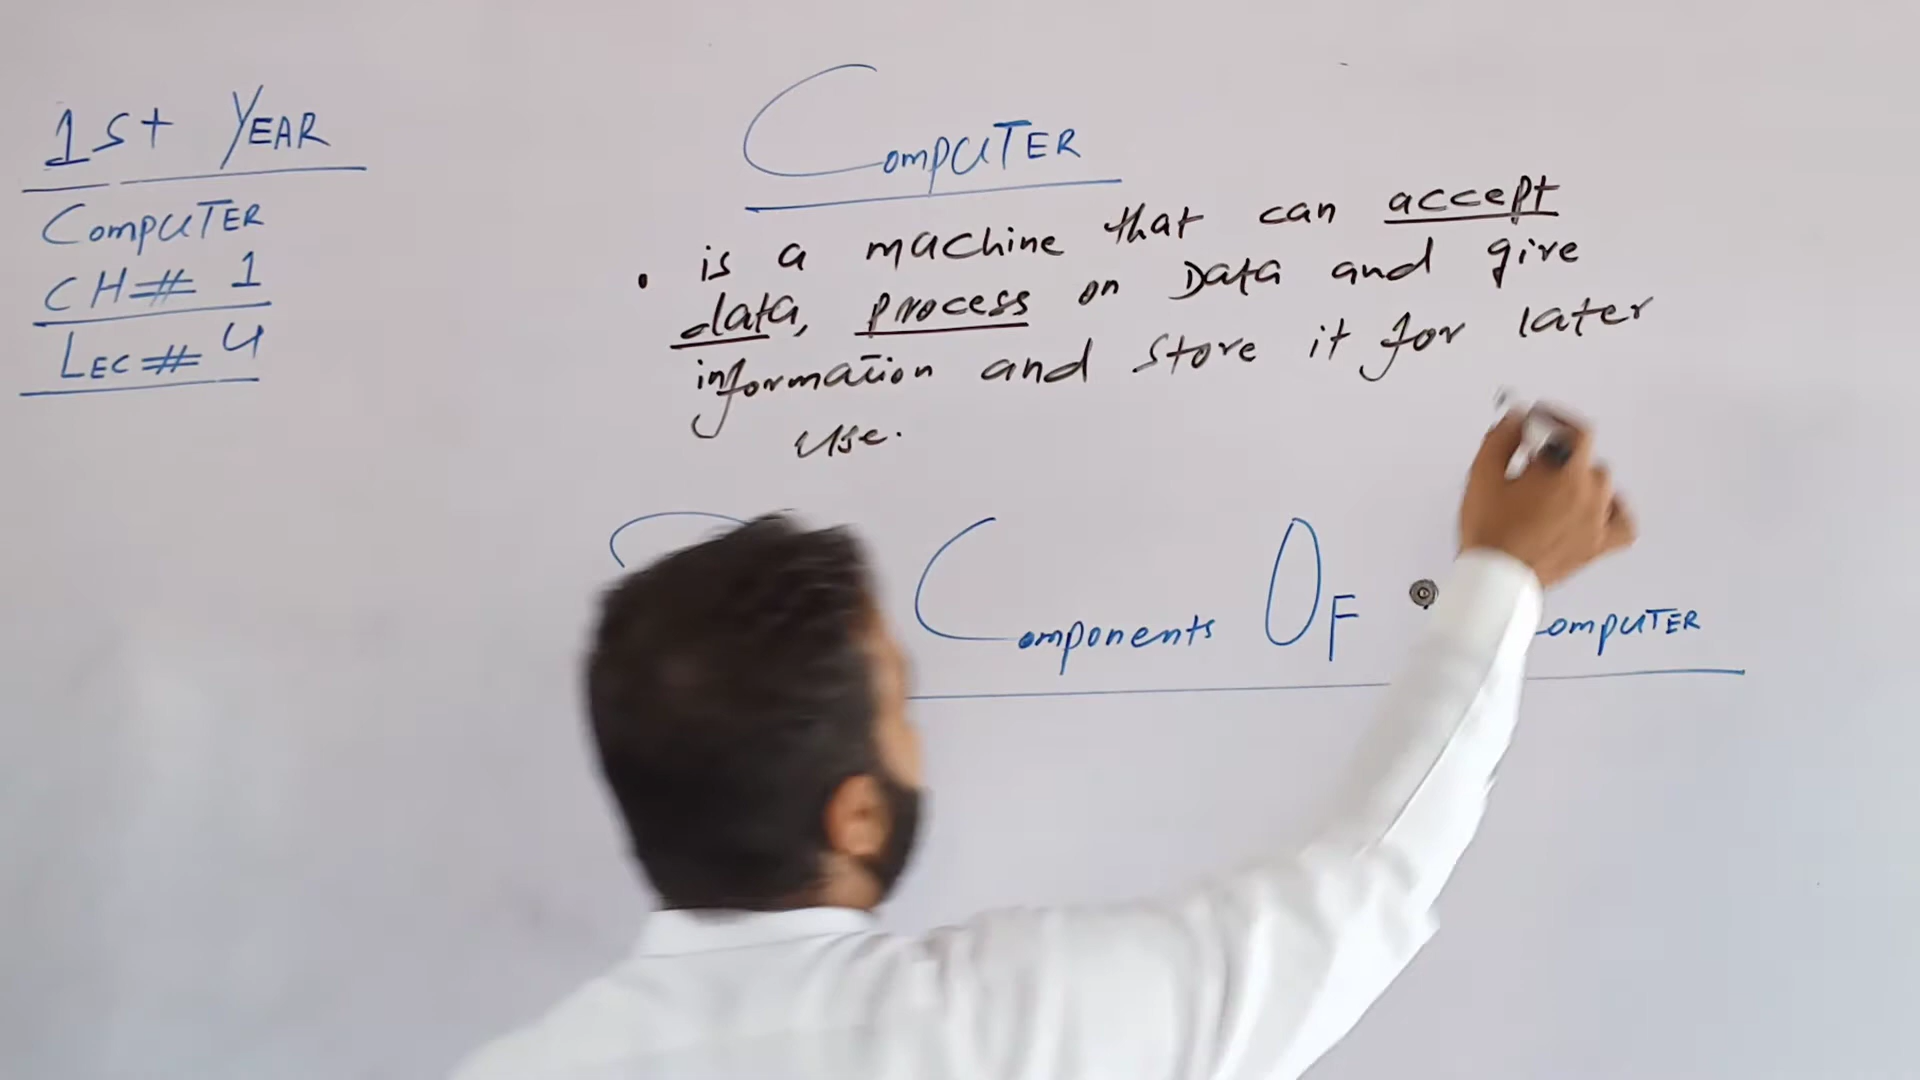 1st YEAR
COMPUTER
CH# 1
LEC# 4
COMPUTER
• is a machine that can accept
data, process on Data and give
information and store it for later
use.
Components OF